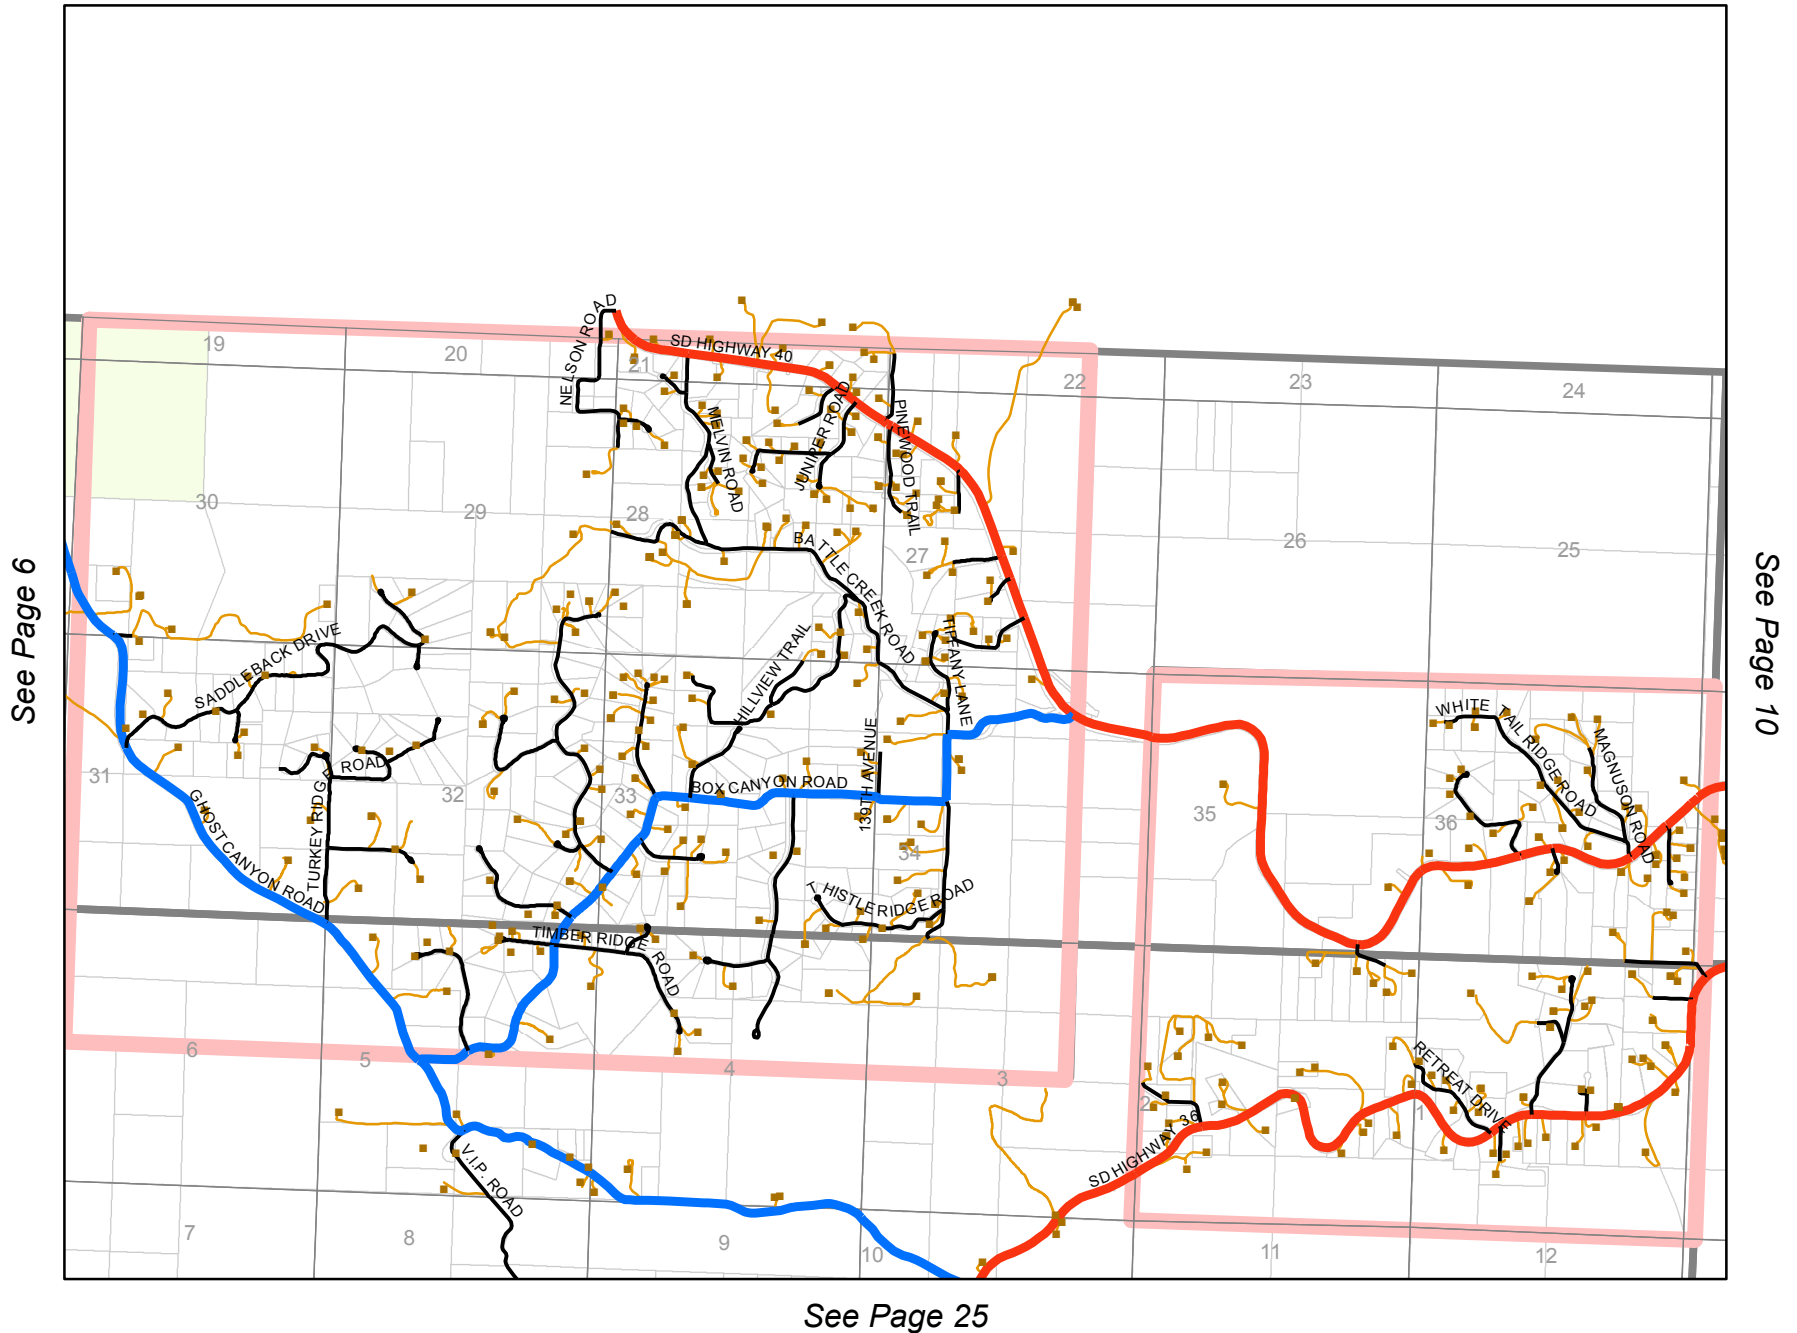 NELSON ROAD
SD HIGHWAY 40
19
20
21
22
23
24
MELVIN ROAD
JUNIPER ROAD
PINEWOOD TRAIL
30
29
28
27
26
25
BATTLE CREEK ROAD
See Page 6
See Page 10
SADDLEBACK DRIVE
HILLVIEW TRAIL
TIFFANY LANE
139TH AVENUE
WHITE TAIL RIDGE ROAD
MAGNUSON ROAD
31
32
33
34
35
36
TURKEY RIDGE ROAD
BOX CANYON ROAD
GHOST CANYON ROAD
THISTLE RIDGE ROAD
TIMBER RIDGE ROAD
6
5
4
3
2
1
RETREAT DRIVE
SD HIGHWAY 36
V.I.P. ROAD
7
8
9
10
11
12
See Page 25